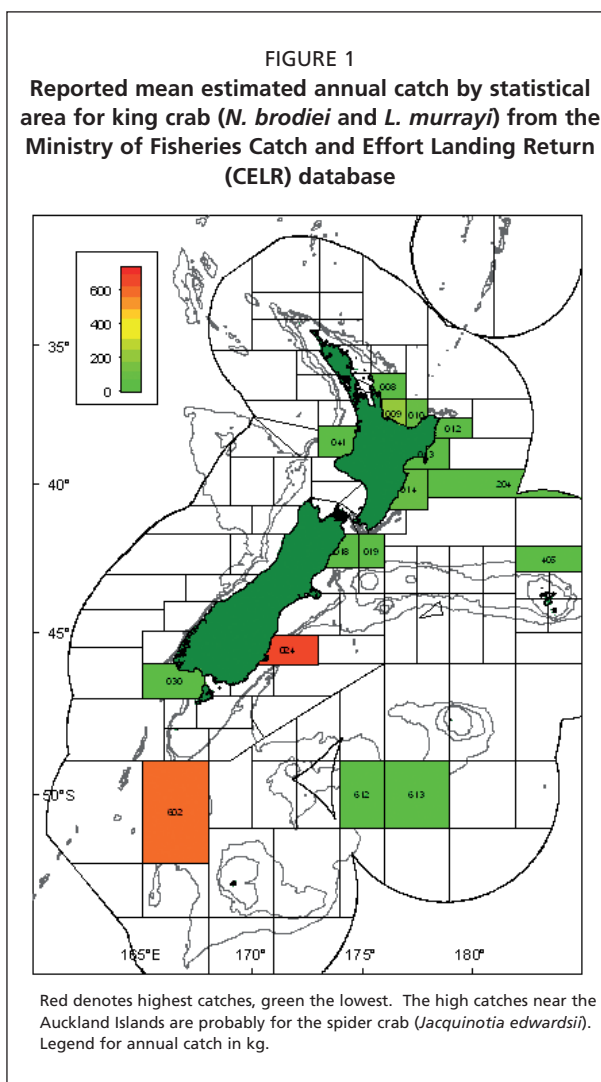 FIGURE 1
Reported mean estimated annual catch by statistical
area for king crab (N. brodiei and L. murrayi) from the
Ministry of Fisheries Catch and Effort Landing Return
(CELR) database
600
400
200
0
35°
40°
45°
50°S
165°E
170°
175°
180°
008
009
010
012
041
013
014
204
018
019
405
024
030
602
612
613
Red denotes highest catches, green the lowest. The high catches near the
Auckland Islands are probably for the spider crab (Jacquinotia edwardsii).
Legend for annual catch in kg.